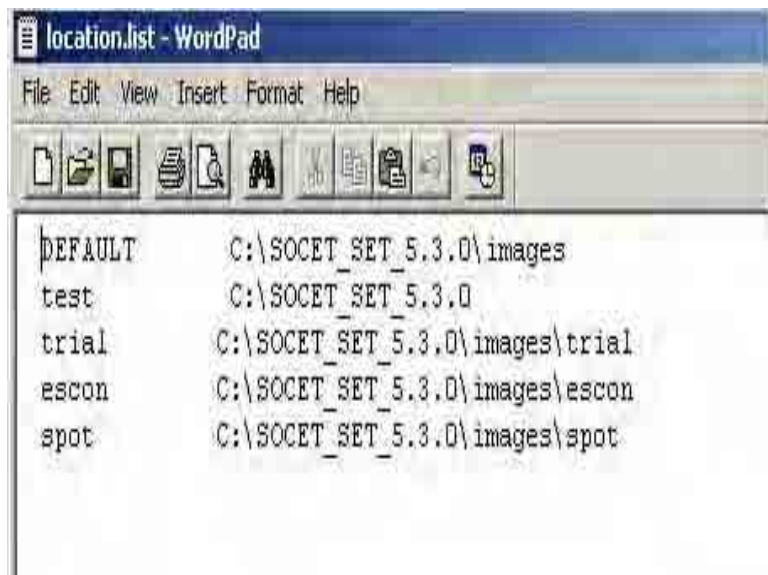 location.list - WordPad
File Edit View Insert Format Help
DEFAULT C:\SOCET_SET_5.3.0\images
test C:\SOCET_SET_5.3.0
trial C:\SOCET_SET_5.3.0\images\trial
escon C:\SOCET_SET_5.3.0\images\escon
spot C:\SOCET_SET_5.3.0\images\spot